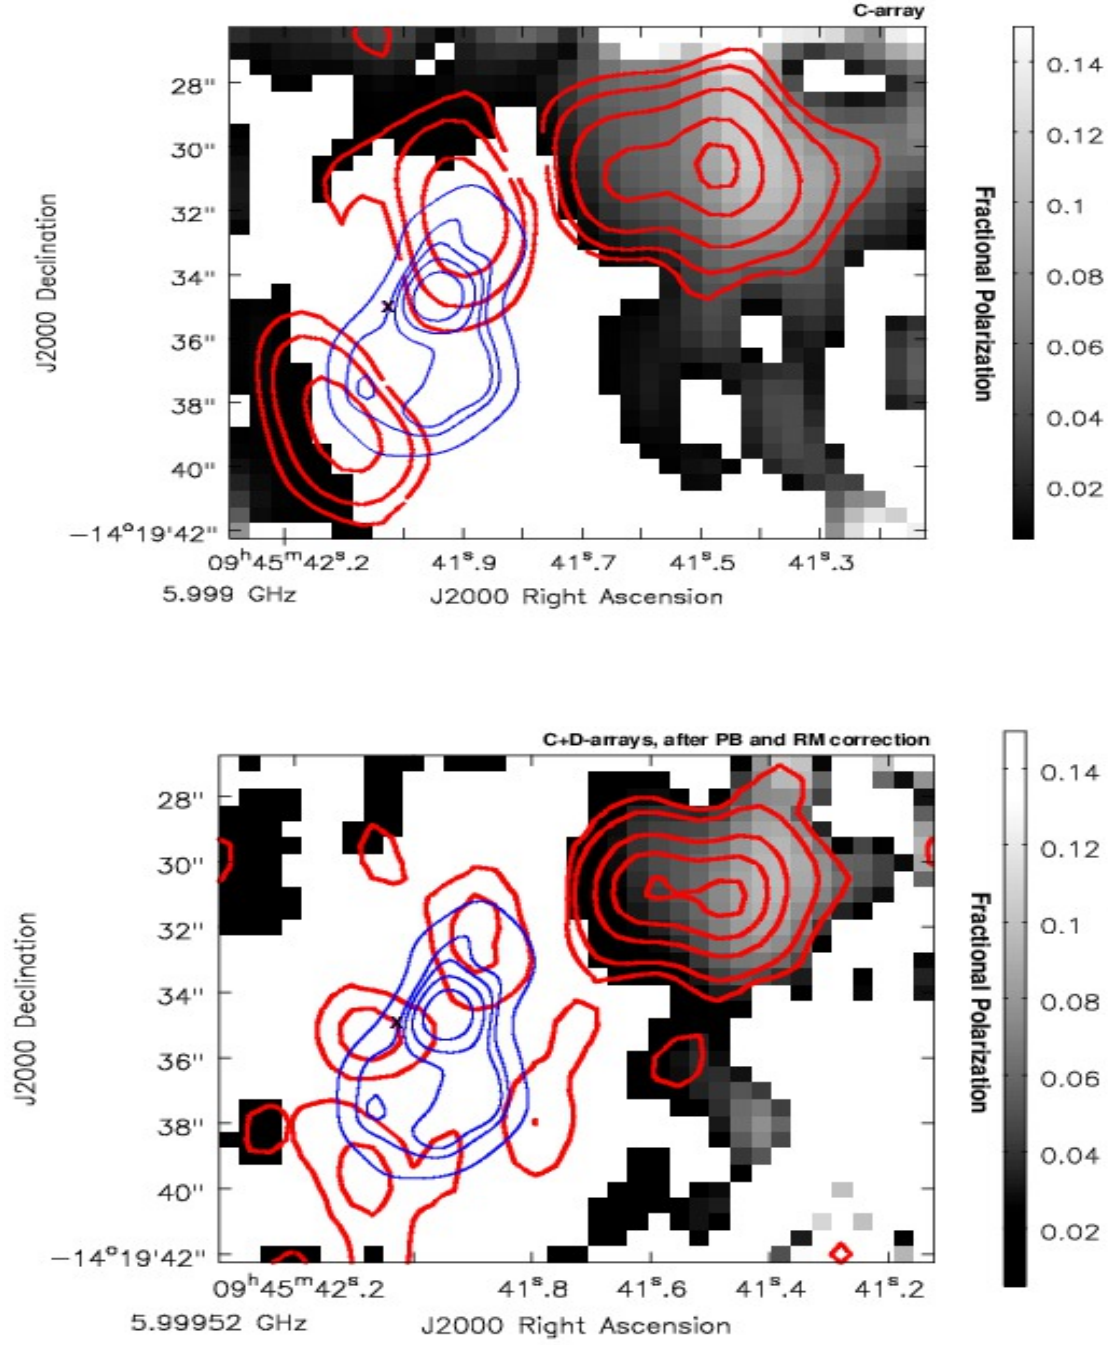 C-array
28"
30"
32"
34"
36"
38"
40"
−14°19'42"
J2000 Declination
09ʰ45ᵐ42ˢ.2 41ˢ.9 41ˢ.7 41ˢ.5 41ˢ.3
5.999 GHz J2000 Right Ascension
0.14
0.12
0.1
0.08
0.06
0.04
0.02
Fractional Polarization
x
C+D-arrays, after PB and RM correction
28"
30"
32"
34"
36"
38"
40"
−14°19'42"
J2000 Declination
09ʰ45ᵐ42ˢ.2 41ˢ.8 41ˢ.6 41ˢ.4 41ˢ.2
5.99952 GHz J2000 Right Ascension
0.14
0.12
0.1
0.08
0.06
0.04
0.02
Fractional Polarization
x